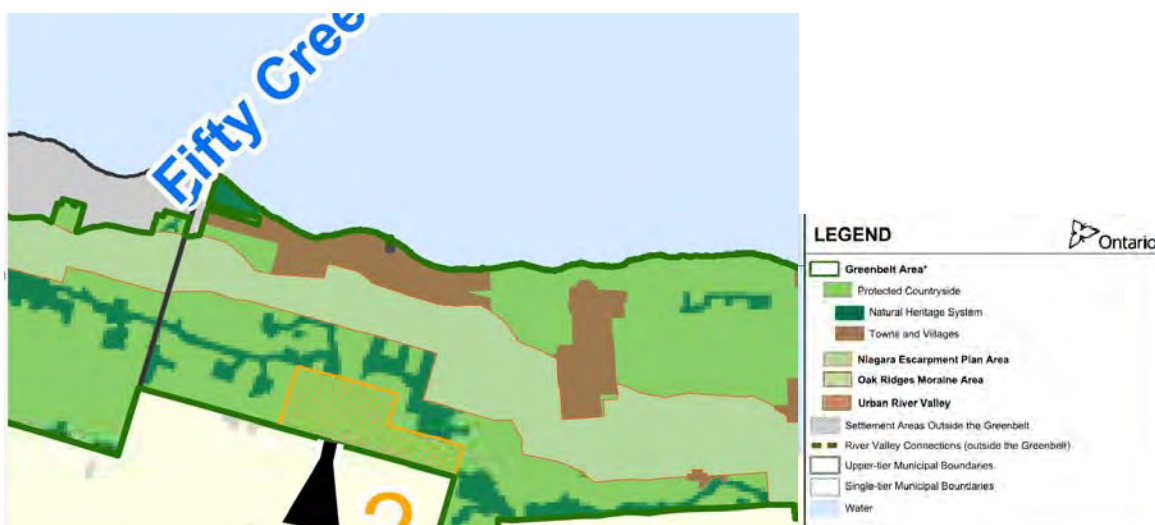 Fifty Cree
2
LEGEND
Ontario
Greenbelt Area*
Protected Countryside
Natural Heritage System
Towns and Villages
Niagara Escarpment Plan Area
Oak Ridges Moraine Area
Urban River Valley
Settlement Areas Outside the Greenbelt
River Valley Connections (outside the Greenbelt)
Upper-tier Municipal Boundaries
Single-tier Municipal Boundaries
Water